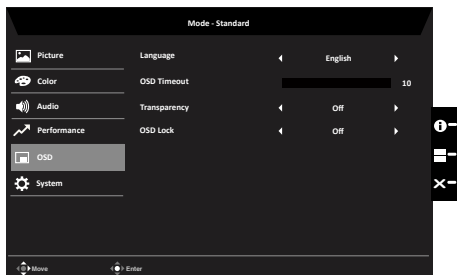 Mode - Standard
Picture
Language
English
Color
OSD Timeout
10
Audio
Transparency
Off
Performance
OSD Lock
Off
OSD
System
Move
Enter